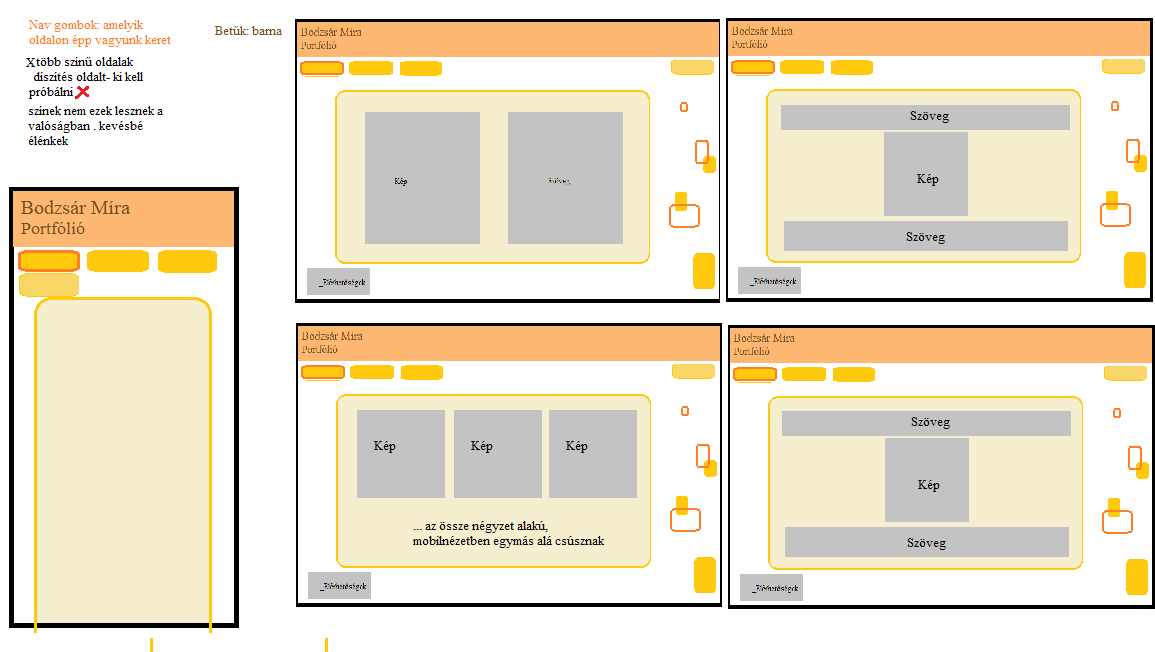 Nav gombok: amelyik
oldalon épp vagyunk keret
Betűk: barna
X több színű oldalak
díszítés oldalt- ki kell
próbálni
színek nem ezek lesznek a
valóságban . kevésbé
élénkek
Bodzsár Míra
Portfólió
Bodzsár Míra
Portfólió
Kép
Szöveg
_Elérhetőségek
Bodzsár Míra
Portfólió
Szöveg
Kép
Szöveg
_Elérhetőségek
Bodzsár Míra
Portfólió
Kép
Kép
Kép
... az össze négyzet alakú,
mobilnézetben egymás alá csúsznak
_Elérhetőségek
Bodzsár Míra
Portfólió
Szöveg
Kép
Szöveg
_Elérhetőségek